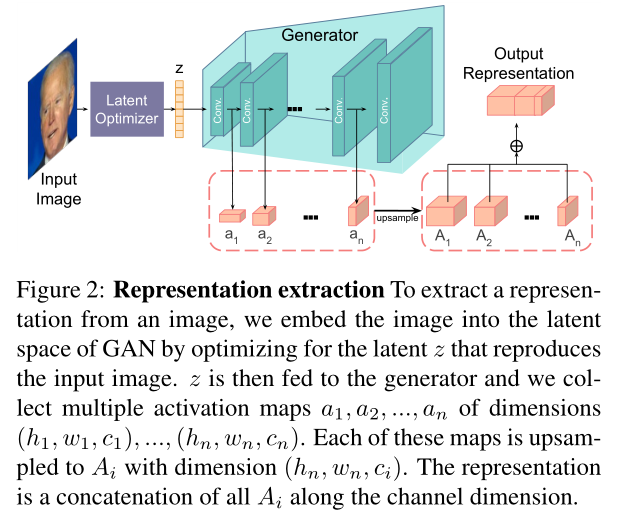 Generator
Output
Representation
z
Latent
Optimizer
Conv.
Conv.
Conv.
Conv.
Input
Image
a1
a2
an
upsample
A1
A2
An
Figure 2: Representation extraction To extract a represen-
tation from an image, we embed the image into the latent
space of GAN by optimizing for the latent z that reproduces
the input image. z is then fed to the generator and we col-
lect multiple activation maps a1, a2, ..., an of dimensions
(h1, w1, c1), ..., (hn, wn, cn). Each of these maps is upsam-
pled to Ai with dimension (hn, wn, ci). The representation
is a concatenation of all Ai along the channel dimension.